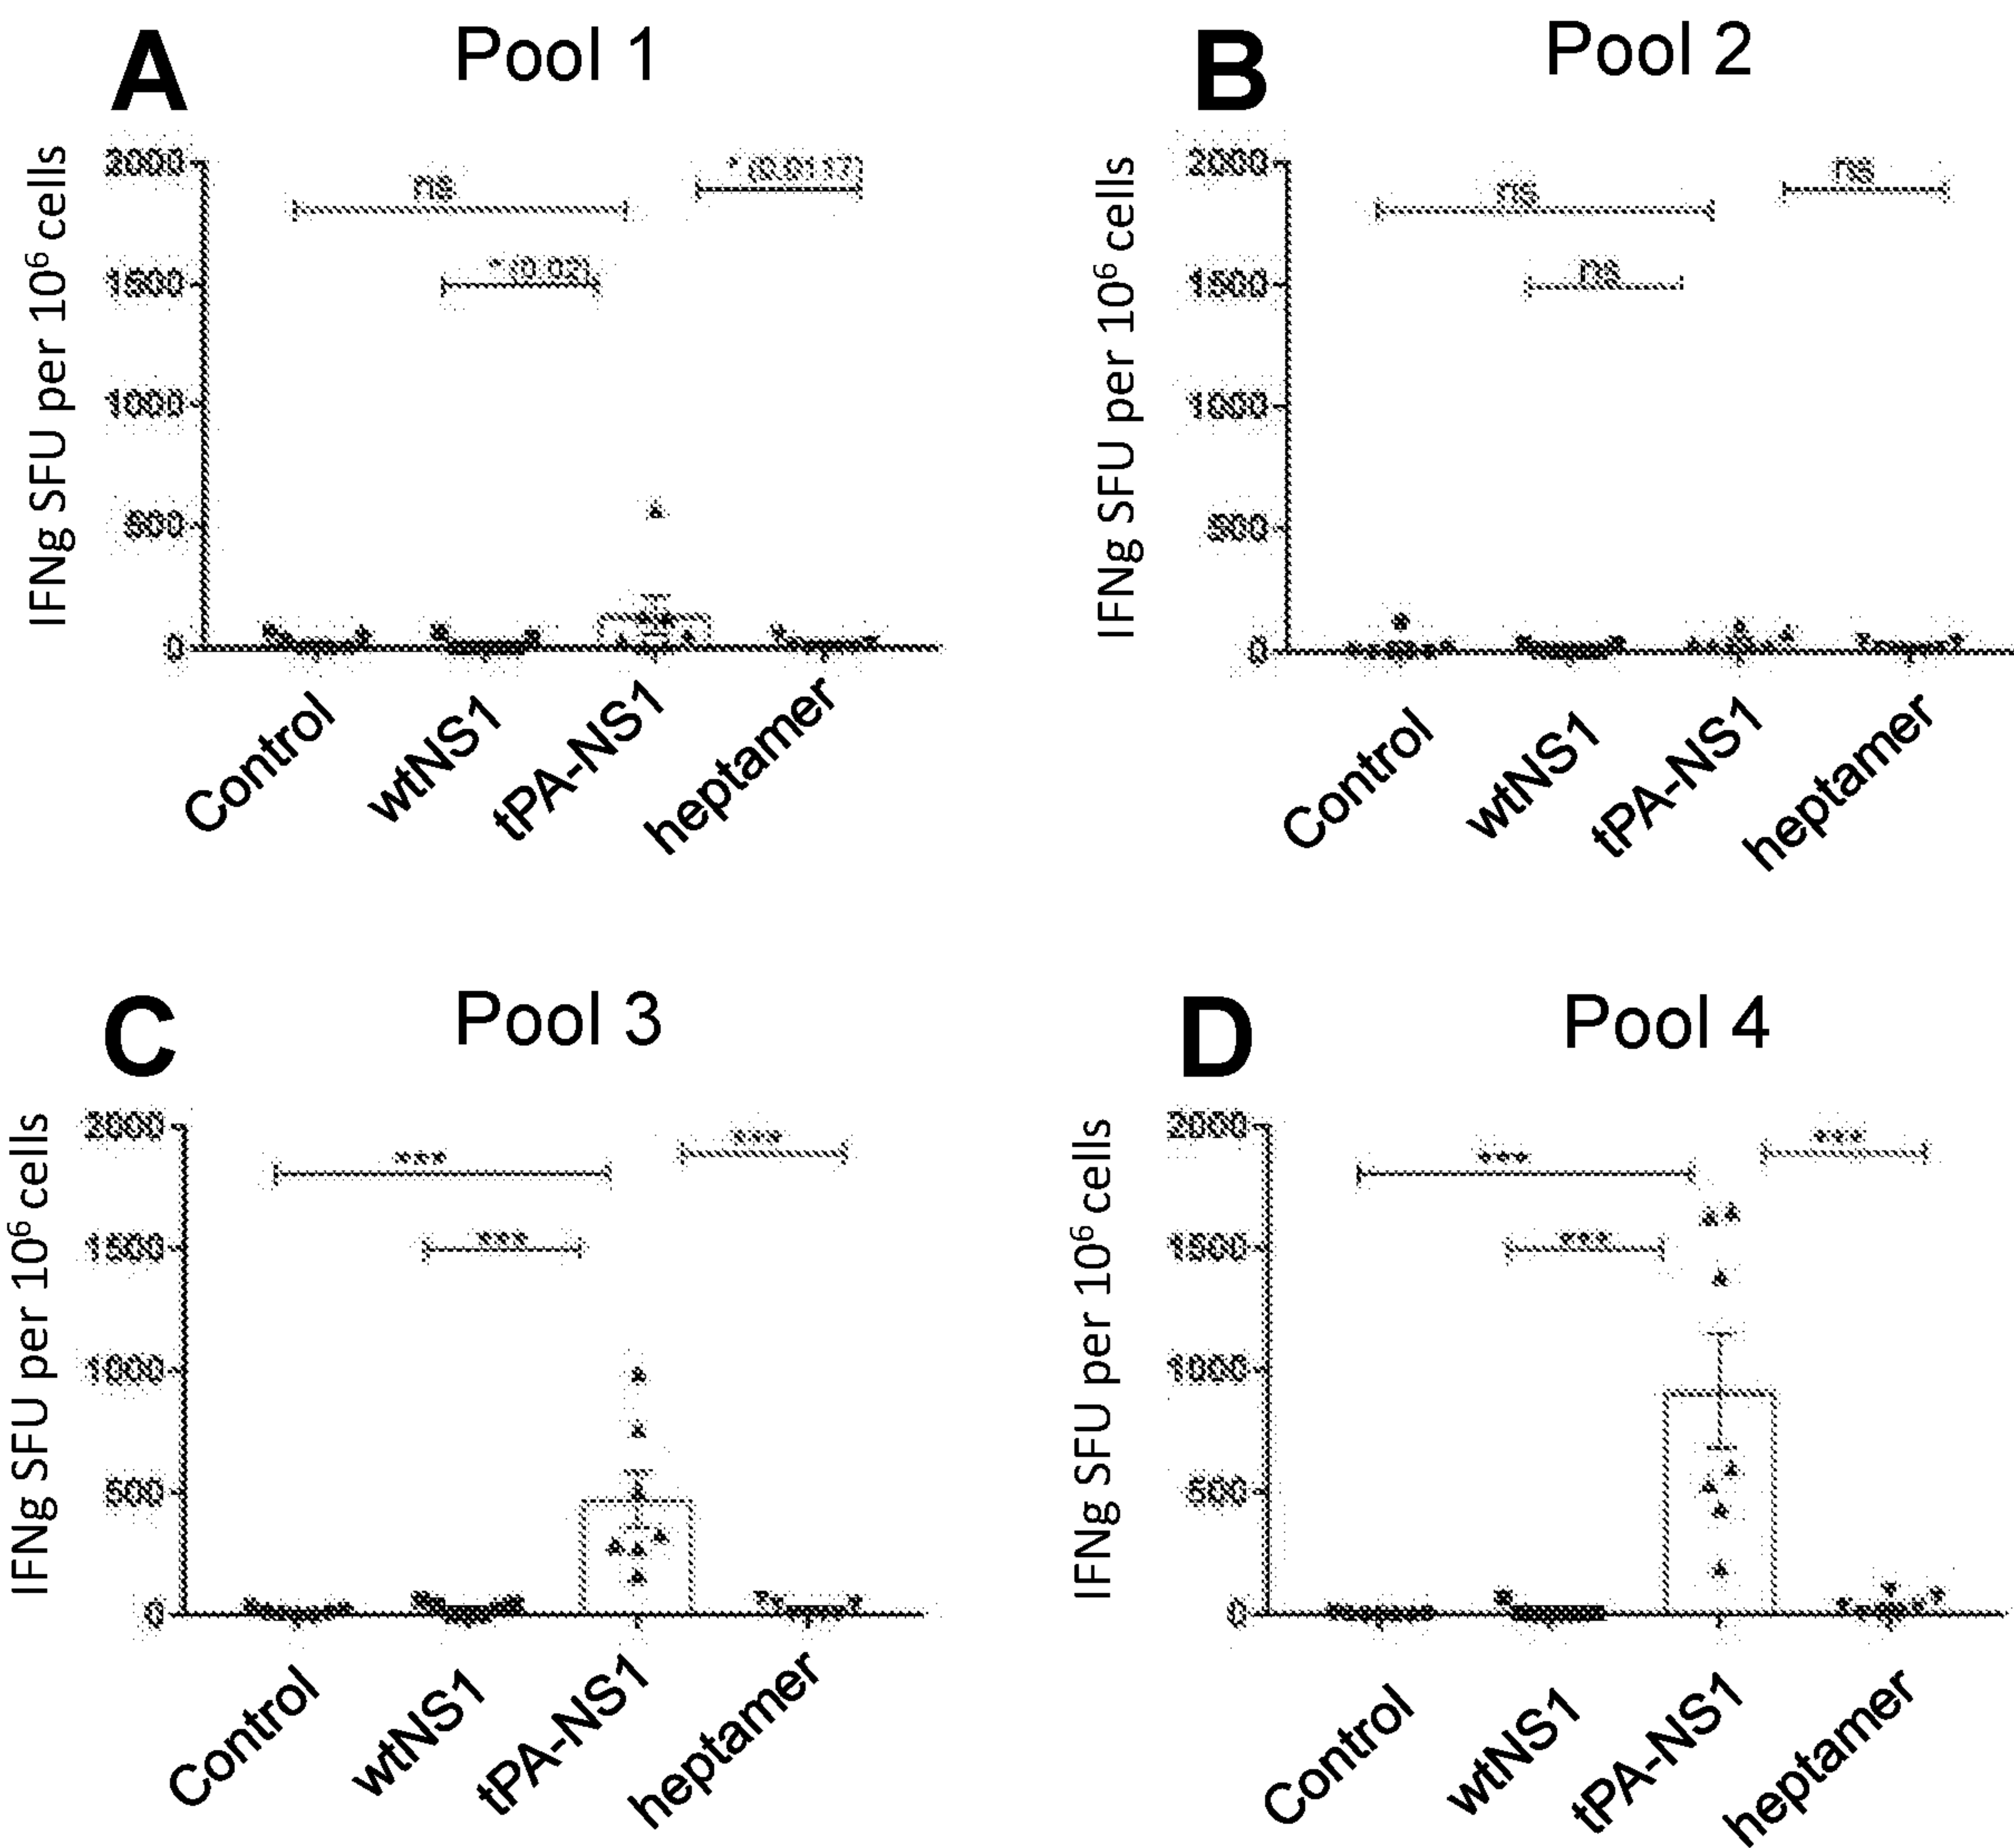 A Pool 1
IFNg SFU per 10⁶ cells
2000
1500
1000
500
0
ns
* (0.02)
* (0.0117)
Control
wtNS1
tPA-NS1
heptamer
B Pool 2
IFNg SFU per 10⁶ cells
2000
1500
1000
500
0
ns
ns
ns
Control
wtNS1
tPA-NS1
heptamer
C Pool 3
IFNg SFU per 10⁶ cells
2000
1500
1000
500
0
***
***
***
Control
wtNS1
tPA-NS1
heptamer
D Pool 4
IFNg SFU per 10⁶ cells
2000
1500
1000
500
0
***
***
***
Control
wtNS1
tPA-NS1
heptamer